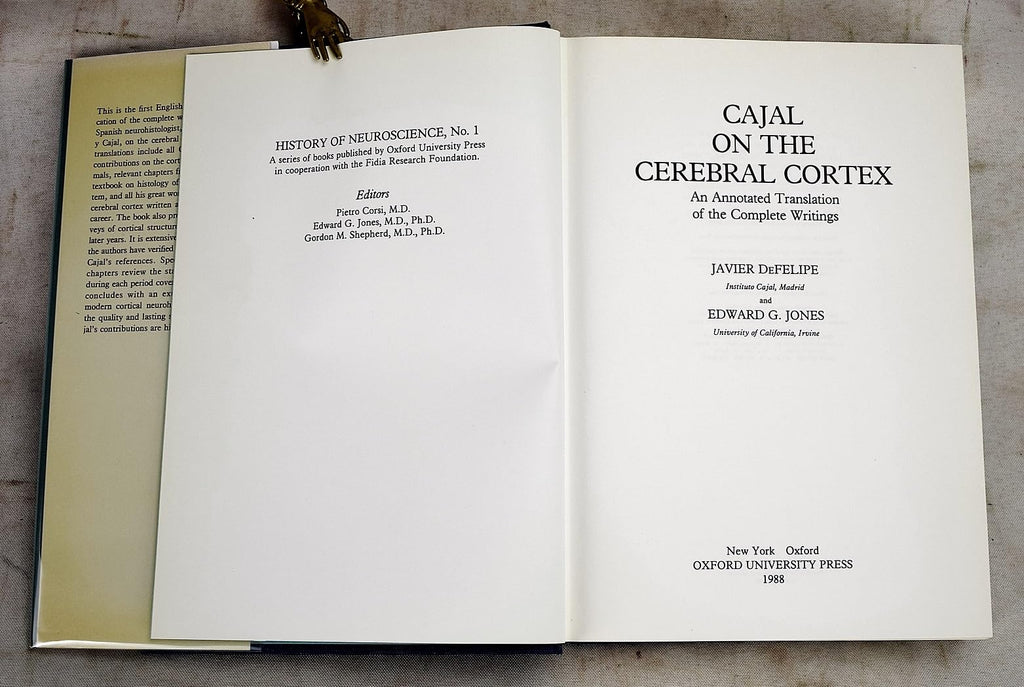 This is the first English
cation of the complete w
Spanish neurohistologist,
y Cajal, on the cerebral
translations include all
contributions on the cort
mals, relevant chapters f
textbook on histology of
tem, and all his great wo
cerebral cortex written a
career. The book also pr
veys of cortical structur
later years. It is extensive
the authors have verified
Cajal's references. Spe
chapters review the st
during each period cove
concludes with an ex
modern cortical neurob
the quality and lasting s
jal's contributions are hi
HISTORY OF NEUROSCIENCE, No. 1
A series of books published by Oxford University Press
in cooperation with the Fidia Research Foundation.
Editors
Pietro Corsi, M.D.
Edward G. Jones, M.D., Ph.D.
Gordon M. Shepherd, M.D., Ph.D.
CAJAL
ON THE
CEREBRAL CORTEX
An Annotated Translation
of the Complete Writings
JAVIER DEFELIPE
Instituto Cajal, Madrid
and
EDWARD G. JONES
University of California, Irvine
New York Oxford
OXFORD UNIVERSITY PRESS
1988